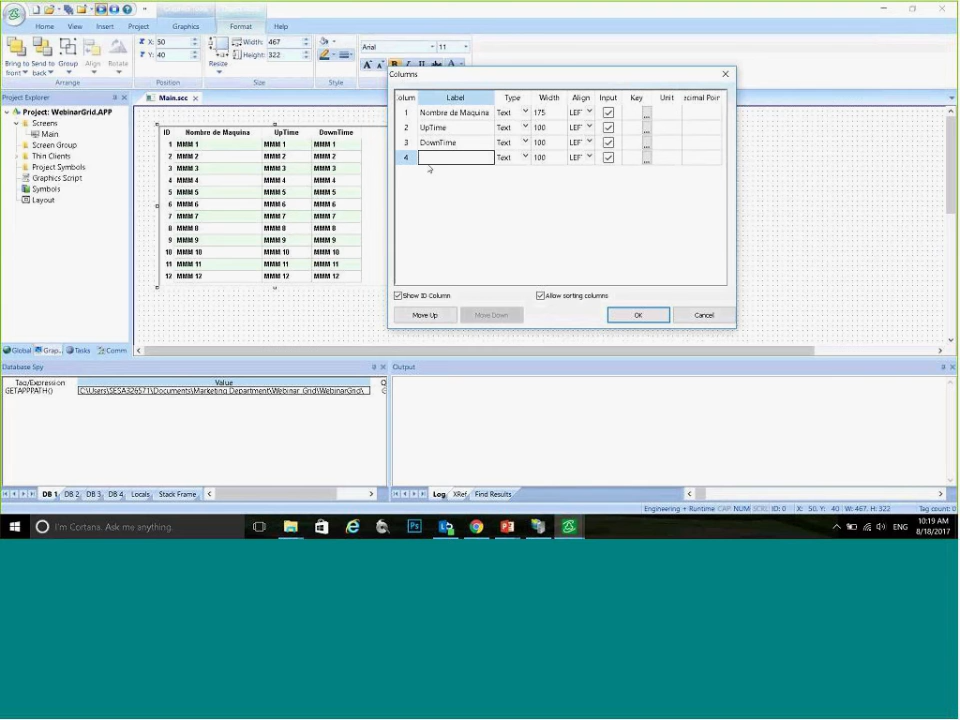 Home View Insert Project Graphics Format Help
X: 50 Width: 467
Y: 40 Height: 322
Arial 11
Bring to front Send to back Group Align Rotate Resize
Arrange Position Size Style
Project Explorer
Main.scc
Project: WebinarGrid.APP
Screens
Main
Screen Group
Thin Clients
Project Symbols
Graphics Script
Symbols
Layout
ID Nombre de Maquina UpTime DownTime
1 MMM 1 MMM 1 MMM 1
2 MMM 2 MMM 2 MMM 2
3 MMM 3 MMM 3 MMM 3
4 MMM 4 MMM 4 MMM 4
5 MMM 5 MMM 5 MMM 5
6 MMM 6 MMM 6 MMM 6
7 MMM 7 MMM 7 MMM 7
8 MMM 8 MMM 8 MMM 8
9 MMM 9 MMM 9 MMM 9
10 MMM 10 MMM 10 MMM 10
11 MMM 11 MMM 11 MMM 11
12 MMM 12 MMM 12 MMM 12
Columns
olum Label Type Width Align Input Key Unit zcimal Poir
1 Nombre de Maquina Text 175 LEF ...
2 UpTime Text 100 LEF ...
3 DownTime Text 100 LEF ...
4 Text 100 LEF ...
Show ID Column Allow sorting columns
Move Up Move Down OK Cancel
Global Grap... Tasks Comm
Database Spy
Tag/Expression Value
GETAPPPATH() C:\Users\SESA326571\Documents\Marketing Department\Webinar_Grid\WebinarGrid\
DB 1 DB 2 DB 3 DB 4 Locals Stack Frame
Output
Log XRef Find Results
Engineering + Runtime CAP NUM SCRL ID: 0 X: 50, Y: 40 W: 467, H: 322 Tag count: 0
I'm Cortana. Ask me anything.
Ps
ENG
10:19 AM
8/18/2017